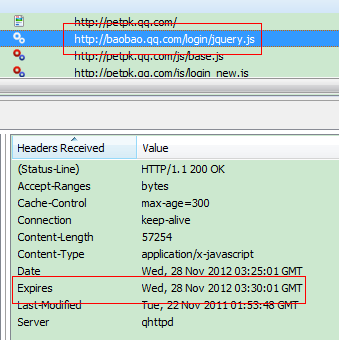 http://petpk.qq.com/
http://baobao.qq.com/login/jquery.js
http://petpk.qq.com/js/base.js
http://petpk.qq.com/js/login_new.js
Headers Received Value
(Status-Line) HTTP/1.1 200 OK
Accept-Ranges bytes
Cache-Control max-age=300
Connection keep-alive
Content-Length 57254
Content-Type application/x-javascript
Date Wed, 28 Nov 2012 03:25:01 GMT
Expires Wed, 28 Nov 2012 03:30:01 GMT
Last-Modified Tue, 22 Nov 2011 01:53:48 GMT
Server qhttpd